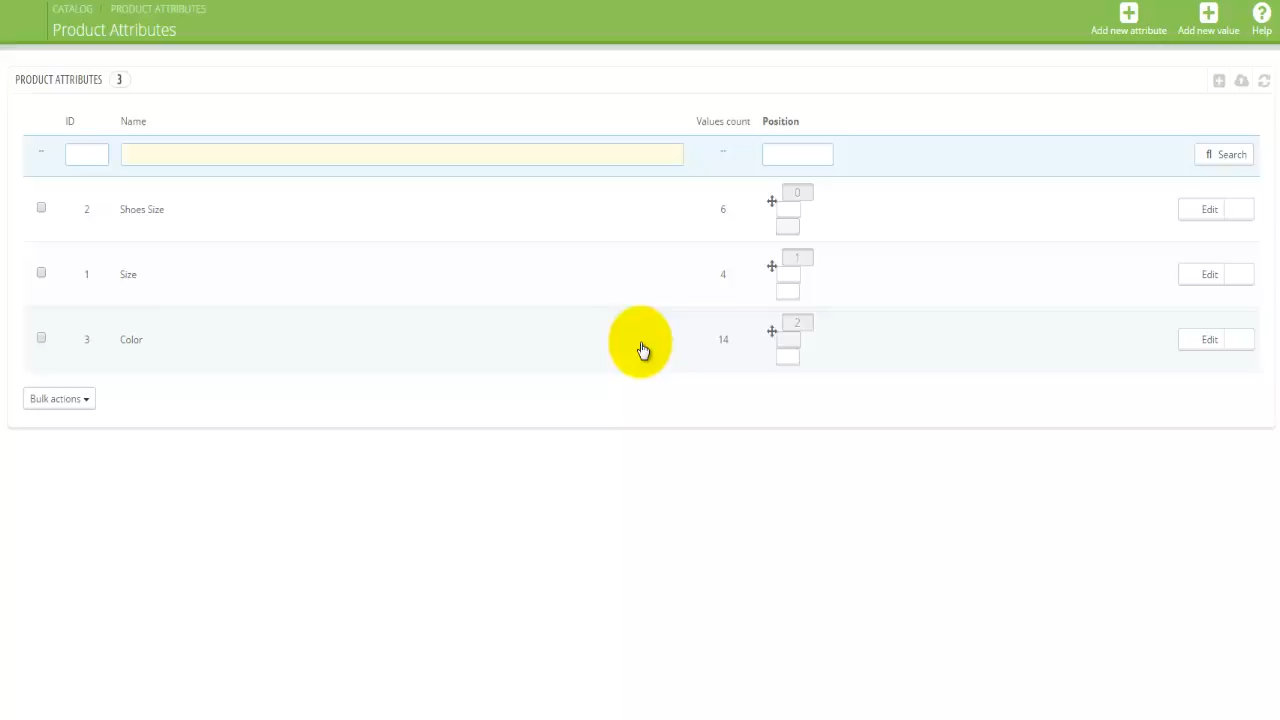 CATALOG / PRODUCT ATTRIBUTES
Product Attributes
Add new attribute
Add new value
Help
PRODUCT ATTRIBUTES 3
ID Name Values count Position
-- -- Search
2 Shoes Size 6 0 Edit
1 Size 4 1 Edit
3 Color 14 2 Edit
Bulk actions